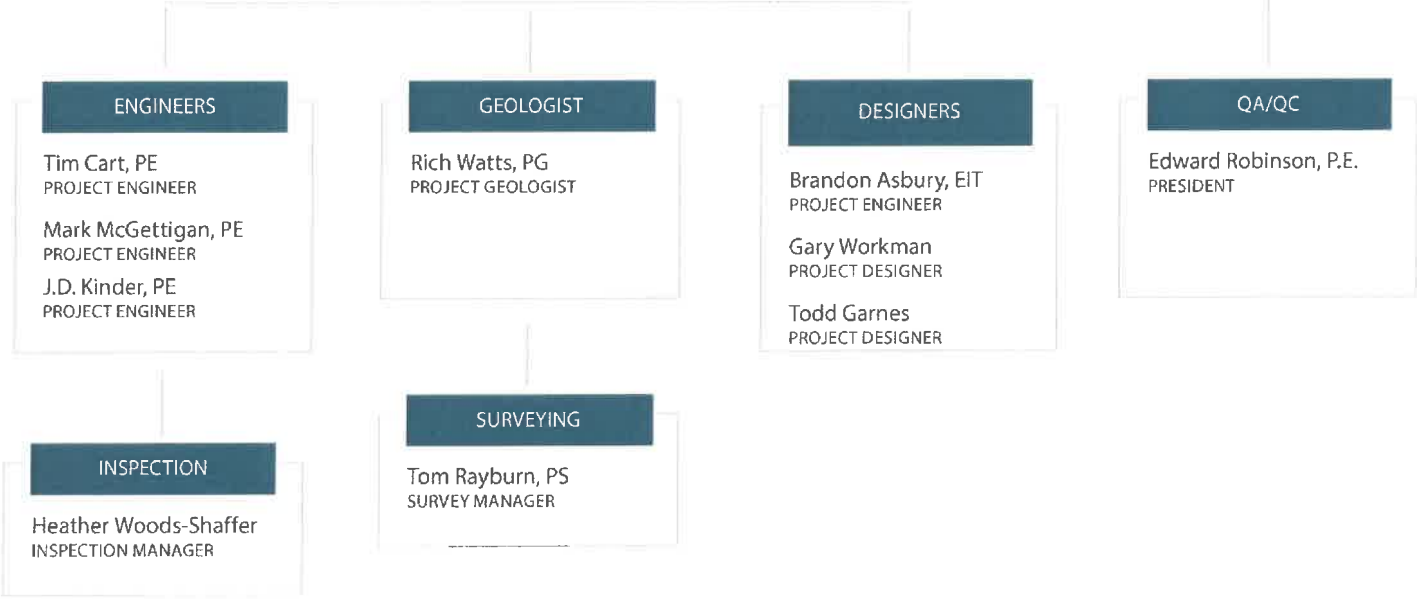 ENGINEERS
Tim Cart, PE
PROJECT ENGINEER
Mark McGettigan, PE
PROJECT ENGINEER
J.D. Kinder, PE
PROJECT ENGINEER
GEOLOGIST
Rich Watts, PG
PROJECT GEOLOGIST
DESIGNERS
Brandon Asbury, EIT
PROJECT ENGINEER
Gary Workman
PROJECT DESIGNER
Todd Garnes
PROJECT DESIGNER
QA/QC
Edward Robinson, P.E.
PRESIDENT
INSPECTION
Heather Woods-Shaffer
INSPECTION MANAGER
SURVEYING
Tom Rayburn, PS
SURVEY MANAGER